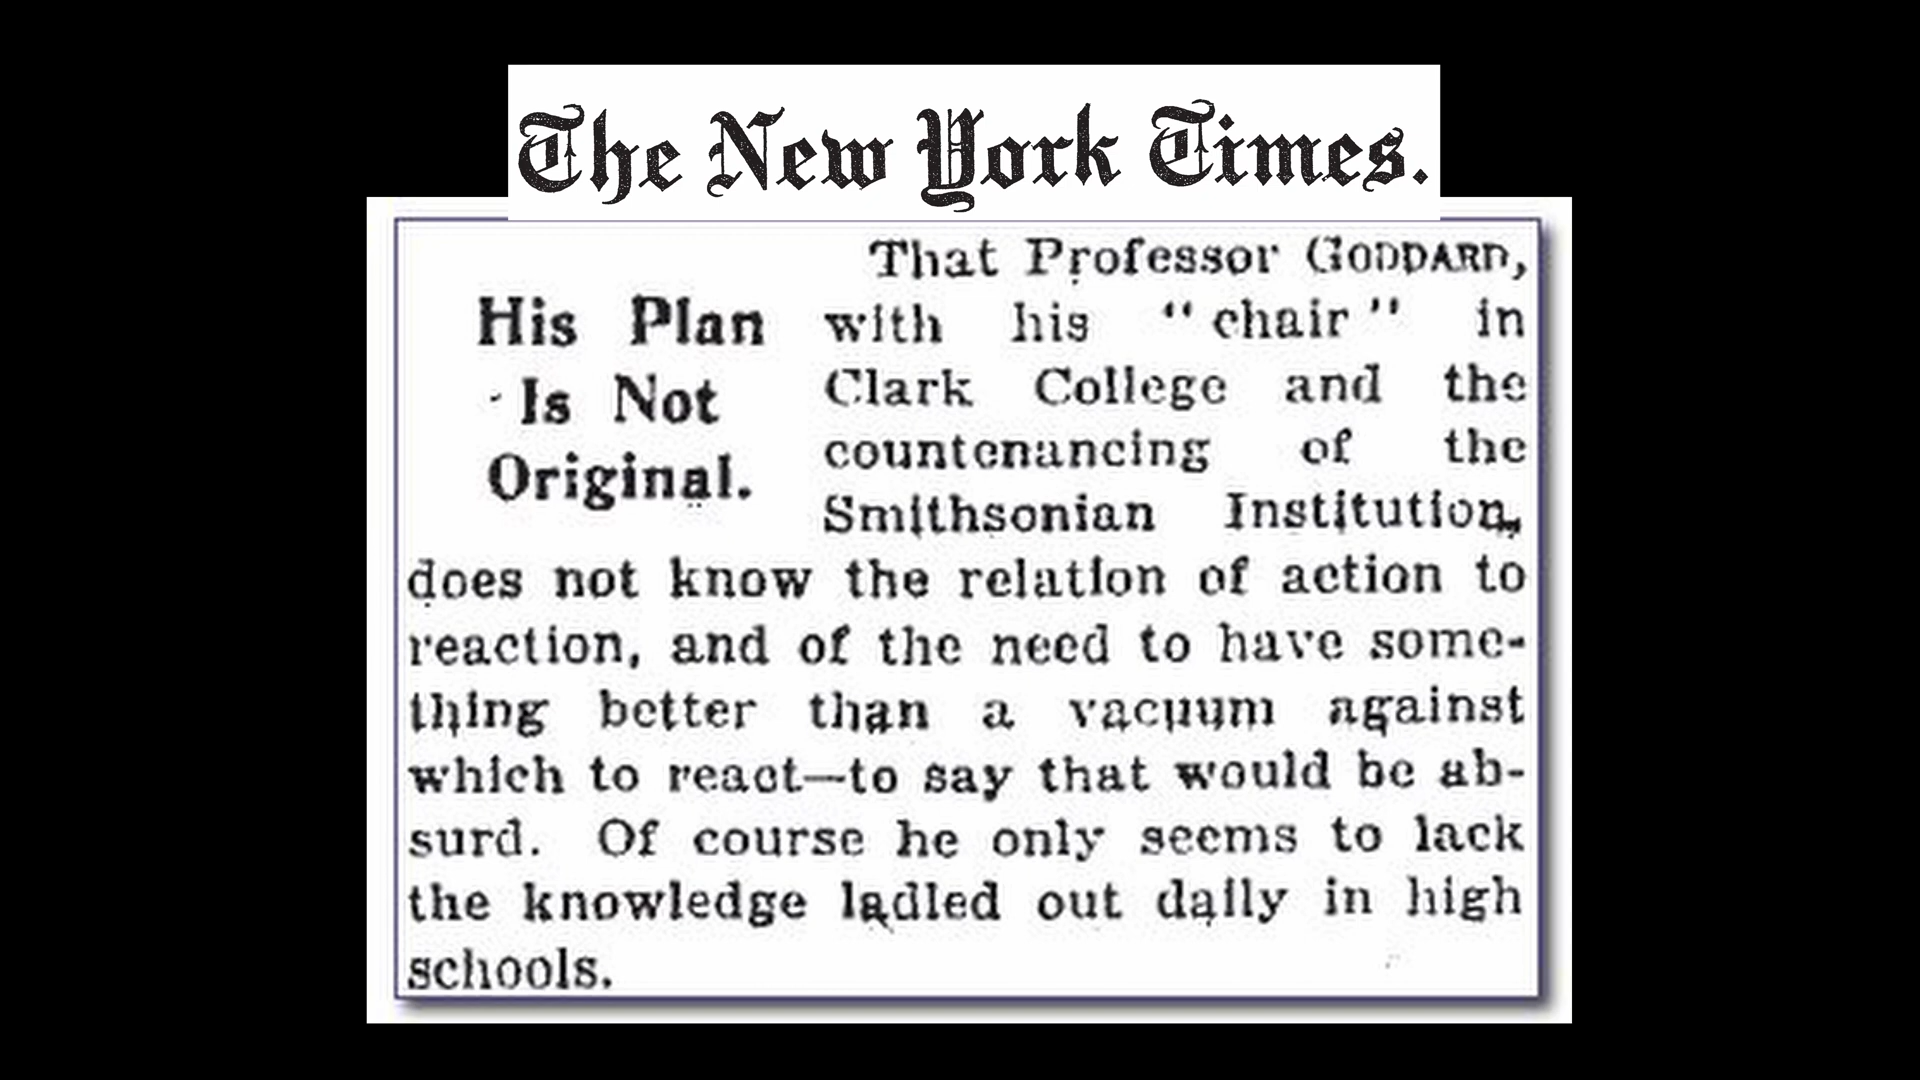 The New York Times.
His Plan
Is Not
Original.
That Professor GODDARD,
with his "chair" in
Clark College and the
countenancing of the
Smithsonian Institution,
does not know the relation of action to
reaction, and of the need to have some-
thing better than a vacuum against
which to react—to say that would be ab-
surd. Of course he only seems to lack
the knowledge ladled out daily in high
schools.